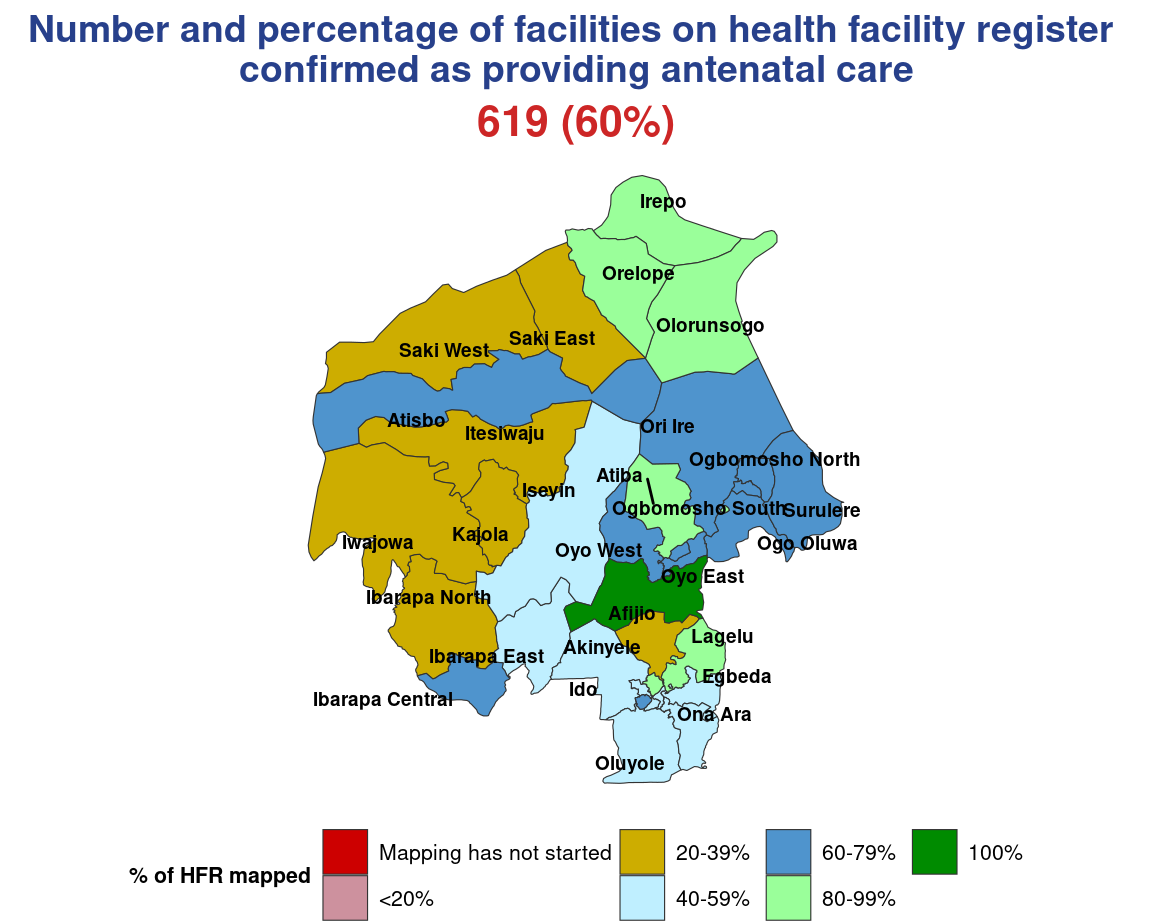 Number and percentage of facilities on health facility register
confirmed as providing antenatal care
619 (60%)
Irepo
Orelope
Olorunsogo
Saki East
Saki West
Atisbo
Itesiwaju
Ori Ire
Ogbomosho North
Atiba
Iseyin
Ogbomosho South
Surulere
Kajola
Iwajowa
Oyo West
Ogo Oluwa
Oyo East
Ibarapa North
Afijio
Lagelu
Akinyele
Ibarapa East
Egbeda
Ido
Ibarapa Central
Ona Ara
Oluyole
% of HFR mapped
Mapping has not started
20-39%
60-79%
100%
<20%
40-59%
80-99%